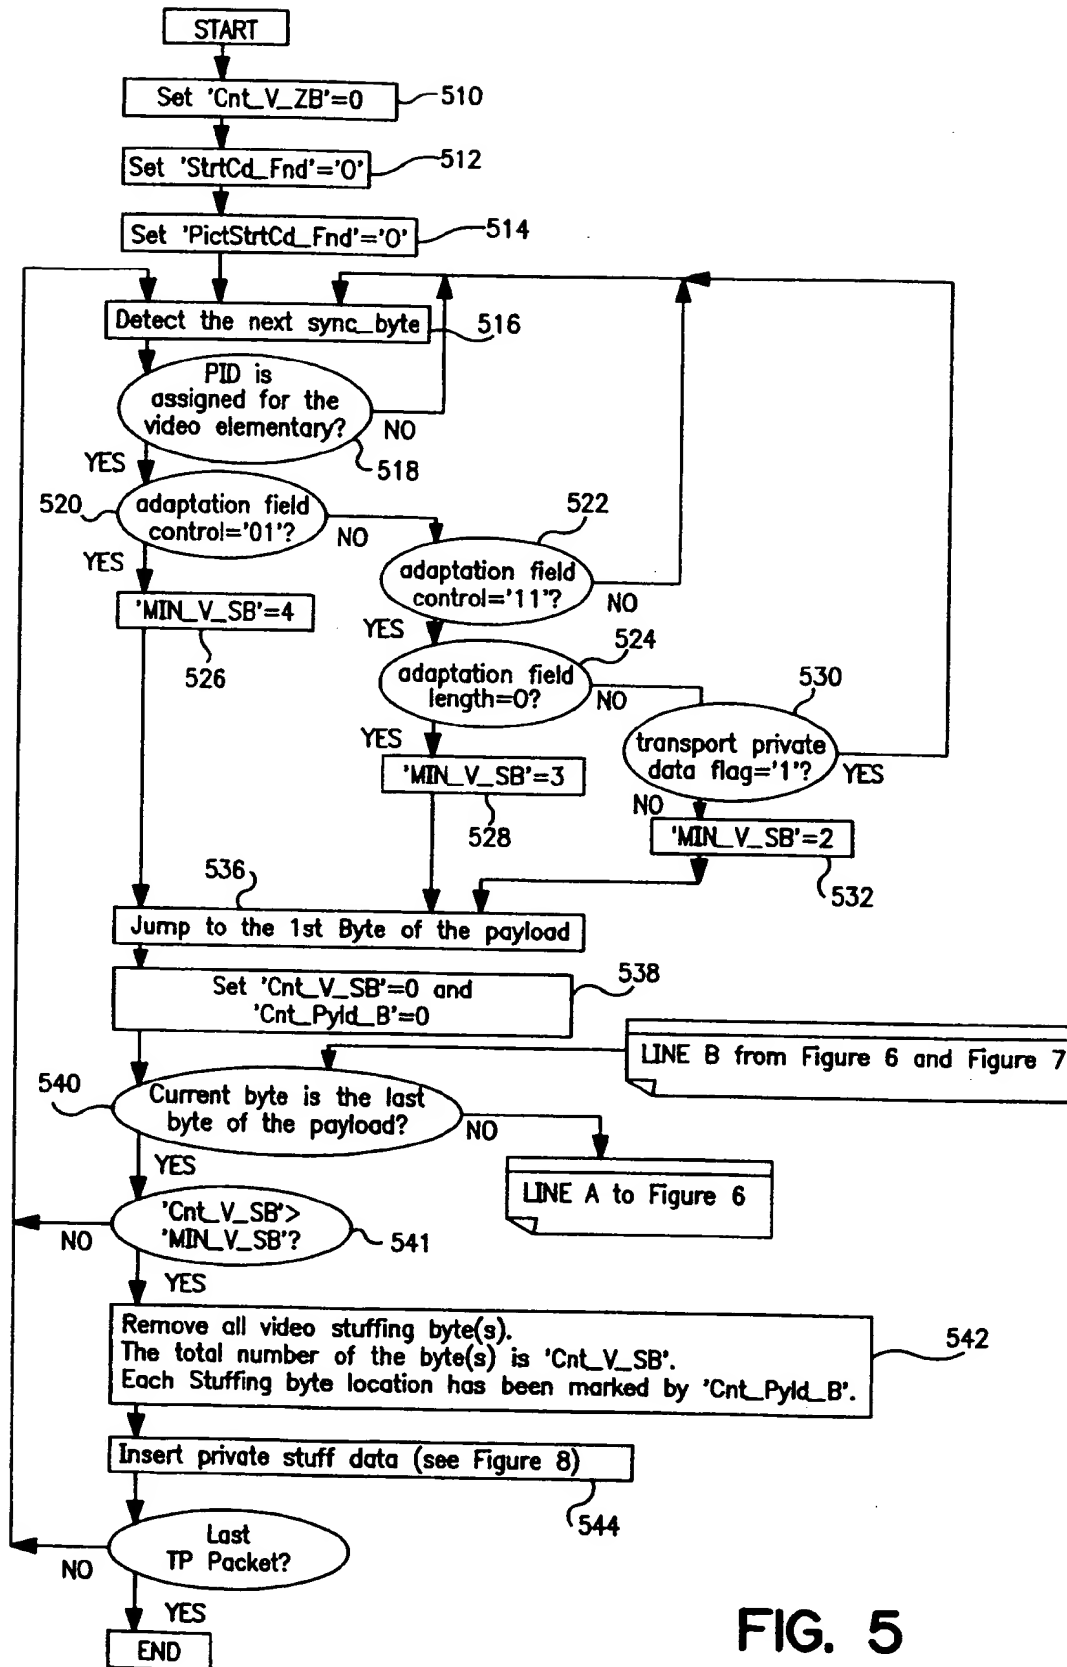 START
Set 'Cnt_V_ZB'=0
510
Set 'StrtCd_Fnd'='0'
512
Set 'PictStrtCd_Fnd'='0'
514
Detect the next sync_byte
516
PID is
assigned for the
video elementary?
NO
518
YES
520
adaptation field
control='01'?
NO
522
YES
adaptation field
control='11'?
NO
'MIN_V_SB'=4
526
YES
524
adaptation field
length=0?
NO
530
YES
transport private
data flag='1'?
YES
'MIN_V_SB'=3
528
NO
'MIN_V_SB'=2
532
536
Jump to the 1st Byte of the payload
Set 'Cnt_V_SB'=0 and
'Cnt_Pyld_B'=0
538
LINE B from Figure 6 and Figure 7
540
Current byte is the last
byte of the payload?
NO
YES
LINE A to Figure 6
'Cnt_V_SB'>
'MIN_V_SB'?
NO
541
YES
Remove all video stuffing byte(s).
The total number of the byte(s) is 'Cnt_V_SB'.
Each Stuffing byte location has been marked by 'Cnt_Pyld_B'.
542
Insert private stuff data (see Figure 8)
544
Last
TP Packet?
NO
YES
END
FIG. 5